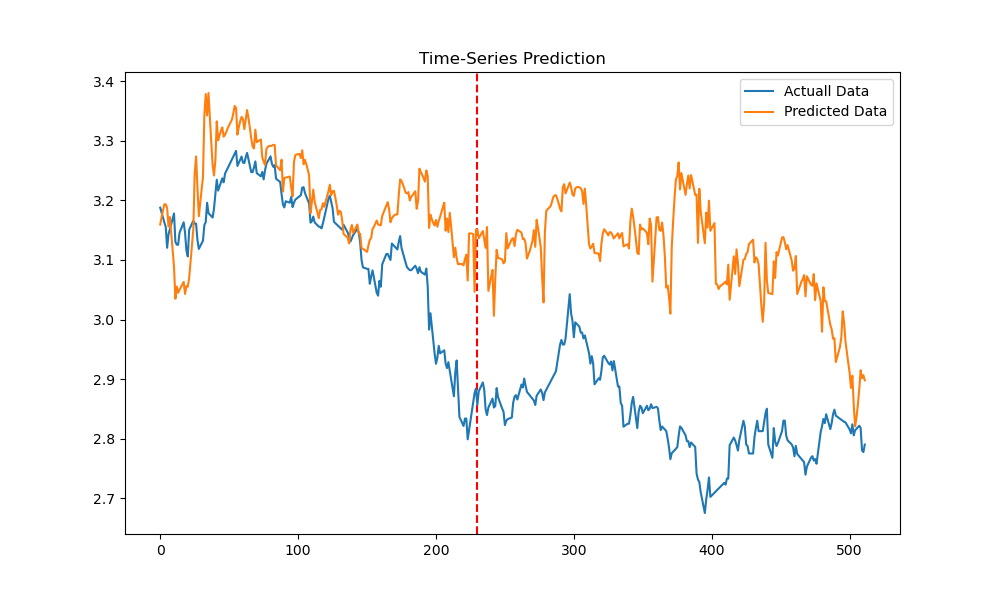 Time-Series Prediction
Actuall Data
Predicted Data
3.4
3.3
3.2
3.1
3.0
2.9
2.8
2.7
0 100 200 300 400 500